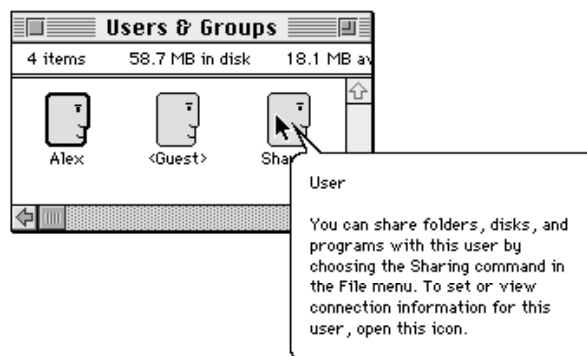 Users & Groups
4 items 58.7 MB in disk 18.1 MB
Alex <Guest>
User
You can share folders, disks, and
programs with this user by
choosing the Sharing command in
the File menu. To set or view
connection information for this
user, open this icon.